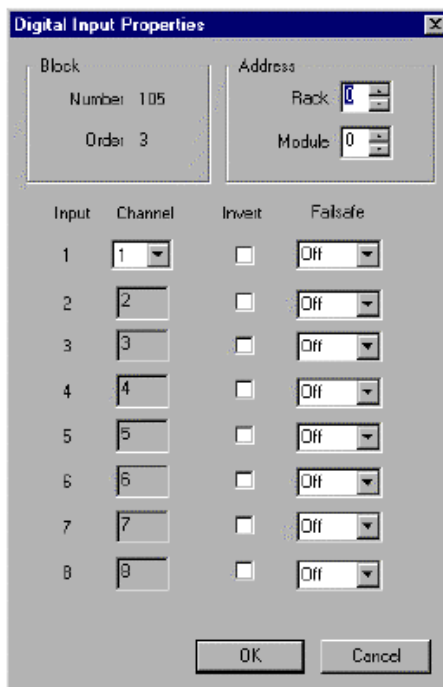 Digital Input Properties
Block
Number 105
Order 3
Address
Rack 0
Module 0
Input Channel Invert Failsafe
1 1 Off
2 2 Off
3 3 Off
4 4 Off
5 5 Off
6 6 Off
7 7 Off
8 8 Off
OK Cancel